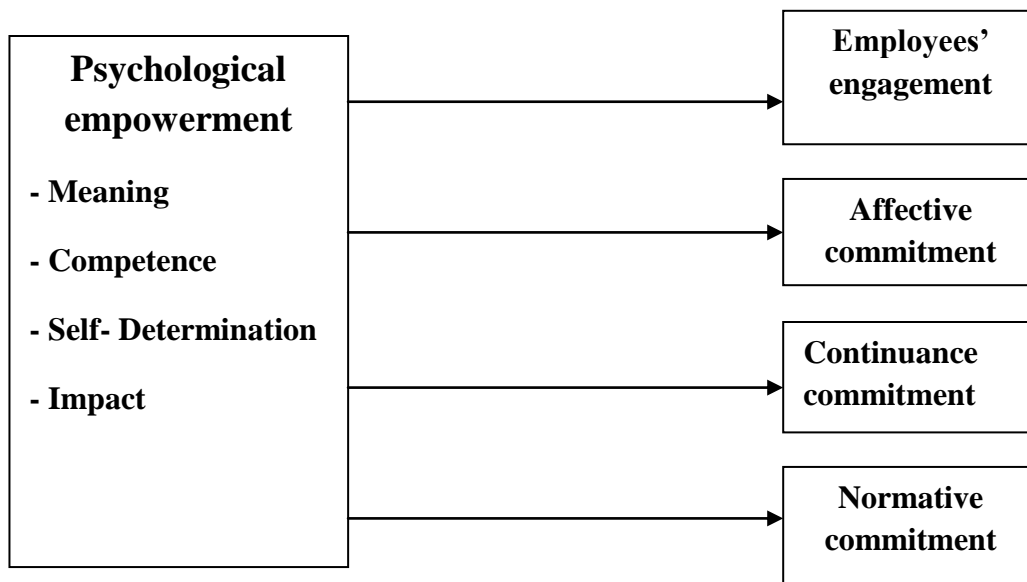 Psychological
empowerment
- Meaning
- Competence
- Self- Determination
- Impact
Employees’
engagement
Affective
commitment
Continuance
commitment
Normative
commitment